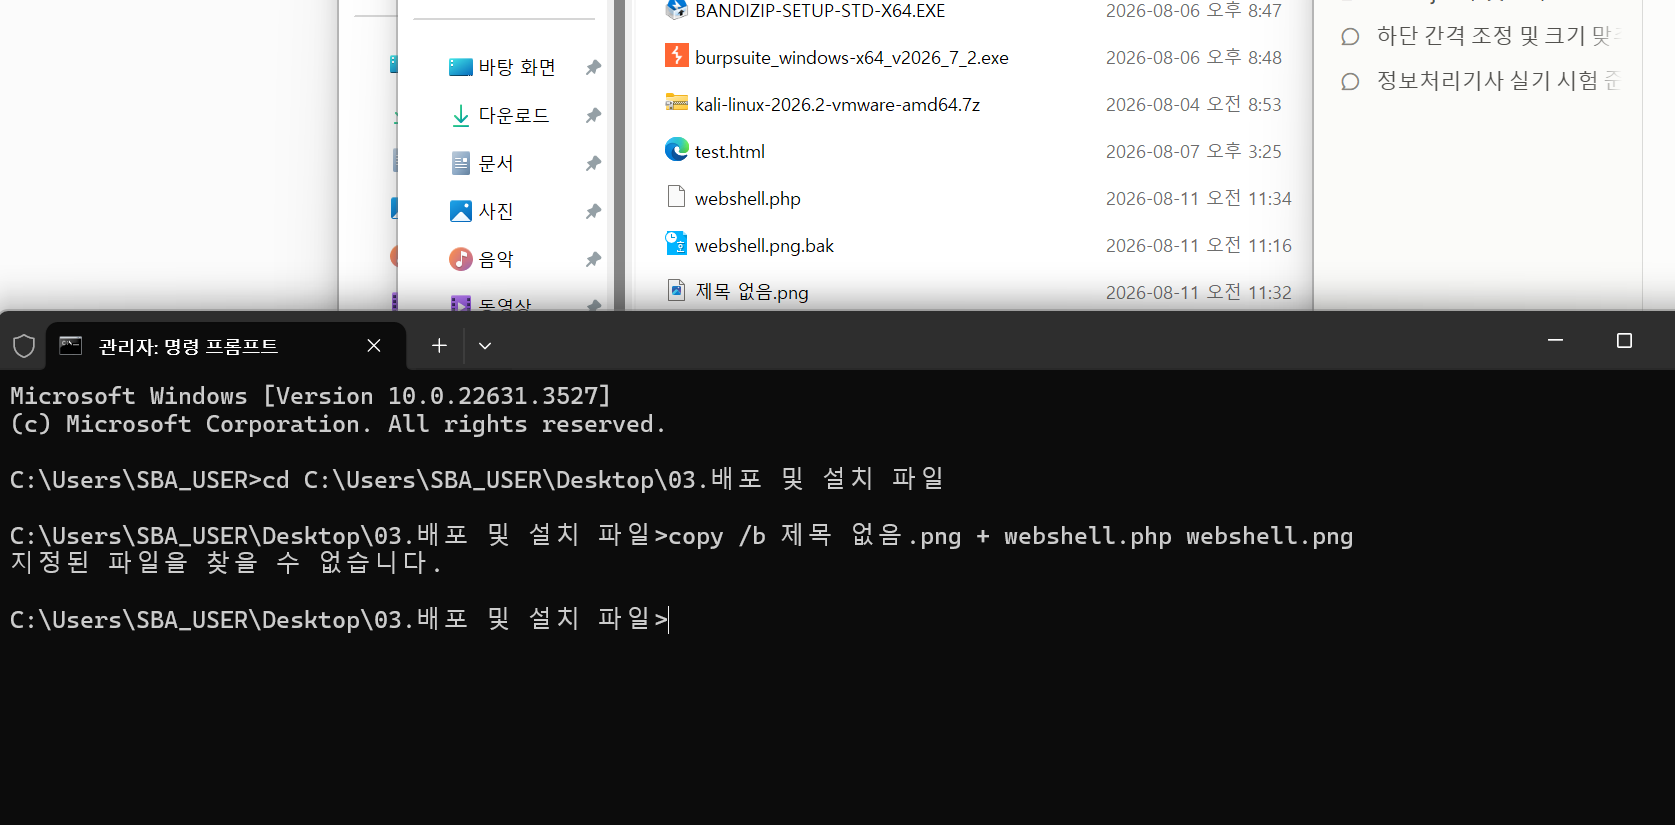 BANDIZIP-SETUP-STD-X64.EXE 2026-08-06 오후 8:47
burpsuite_windows-x64_v2026_7_2.exe 2026-08-06 오후 8:48
kali-linux-2026.2-vmware-amd64.7z 2026-08-04 오전 8:53
test.html 2026-08-07 오후 3:25
webshell.php 2026-08-11 오전 11:34
webshell.png.bak 2026-08-11 오전 11:16
제목 없음.png 2026-08-11 오전 11:32
바탕 화면
다운로드
문서
사진
음악
동영상
하단 간격 조정 및 크기 맞추
정보처리기사 실기 시험 준
관리자: 명령 프롬프트
Microsoft Windows [Version 10.0.22631.3527]
(c) Microsoft Corporation. All rights reserved.
C:\Users\SBA_USER>cd C:\Users\SBA_USER\Desktop\03.배포 및 설치 파일
C:\Users\SBA_USER\Desktop\03.배포 및 설치 파일>copy /b 제목 없음.png + webshell.php webshell.png
지정된 파일을 찾을 수 없습니다.
C:\Users\SBA_USER\Desktop\03.배포 및 설치 파일>